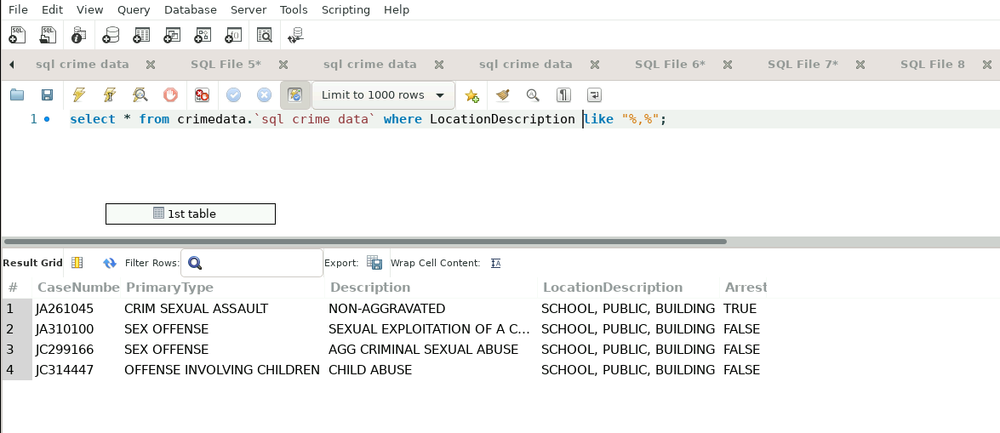 File Edit View Query Database Server Tools Scripting Help
sql crime data SQL File 5* sql crime data sql crime data SQL File 6* SQL File 7* SQL File 8
Limit to 1000 rows
1 select * from crimedata.`sql crime data` where LocationDescription like "%,%";
1st table
Result Grid Filter Rows: Export: Wrap Cell Content:
# CaseNumbe PrimaryType Description LocationDescription Arrest
1 JA261045 CRIM SEXUAL ASSAULT NON-AGGRAVATED SCHOOL, PUBLIC, BUILDING TRUE
2 JA310100 SEX OFFENSE SEXUAL EXPLOITATION OF A C... SCHOOL, PUBLIC, BUILDING FALSE
3 JC299166 SEX OFFENSE AGG CRIMINAL SEXUAL ABUSE SCHOOL, PUBLIC, BUILDING FALSE
4 JC314447 OFFENSE INVOLVING CHILDREN CHILD ABUSE SCHOOL, PUBLIC, BUILDING FALSE